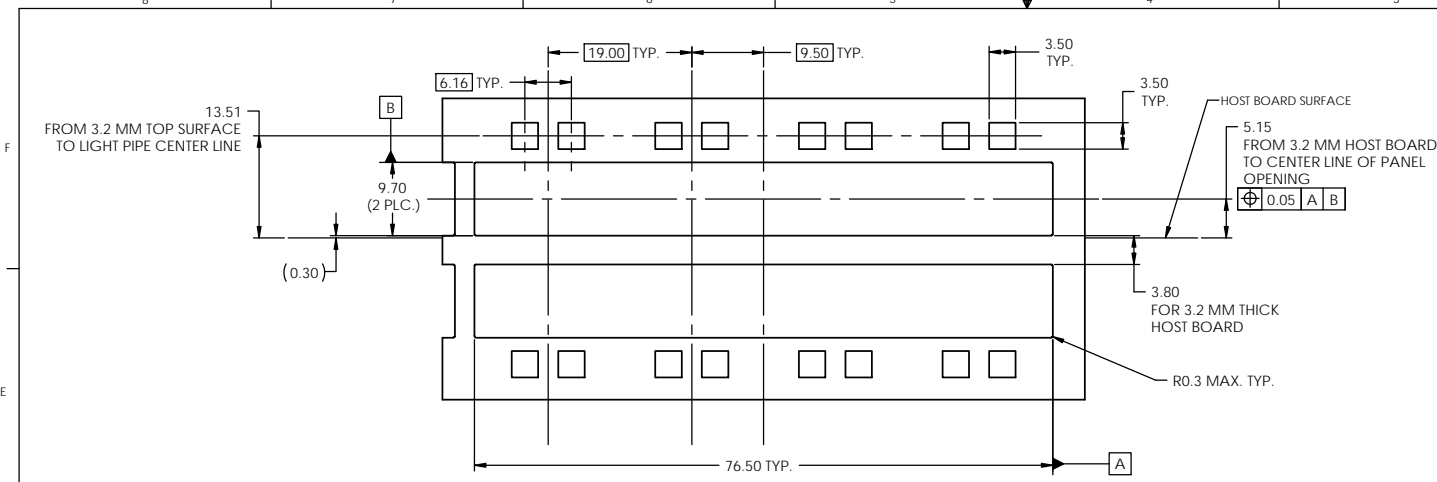 19.00 TYP.
9.50 TYP.
3.50
TYP.
6.16 TYP.
3.50
TYP.
B
13.51
FROM 3.2 MM TOP SURFACE
TO LIGHT PIPE CENTER LINE
HOST BOARD SURFACE
5.15
FROM 3.2 MM HOST BOARD
TO CENTER LINE OF PANEL
OPENING
⌖ 0.05 A B
F
9.70
(2 PLC.)
(0.30)
3.80
FOR 3.2 MM THICK
HOST BOARD
E
R0.3 MAX. TYP.
76.50 TYP.
A